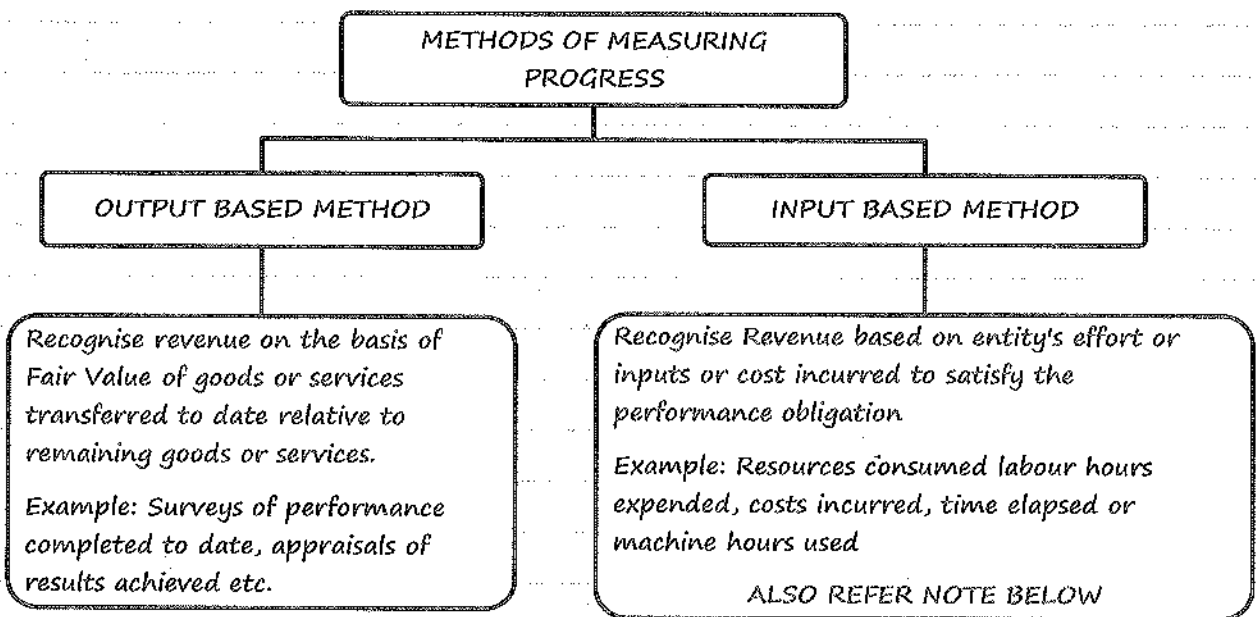 METHODS OF MEASURING
PROGRESS
OUTPUT BASED METHOD
INPUT BASED METHOD
Recognise revenue on the basis of
Fair Value of goods or services
transferred to date relative to
remaining goods or services.
Example: Surveys of performance
completed to date, appraisals of
results achieved etc.
Recognise Revenue based on entity's effort or
inputs or cost incurred to satisfy the
performance obligation
Example: Resources consumed labour hours
expended, costs incurred, time elapsed or
machine hours used
ALSO REFER NOTE BELOW